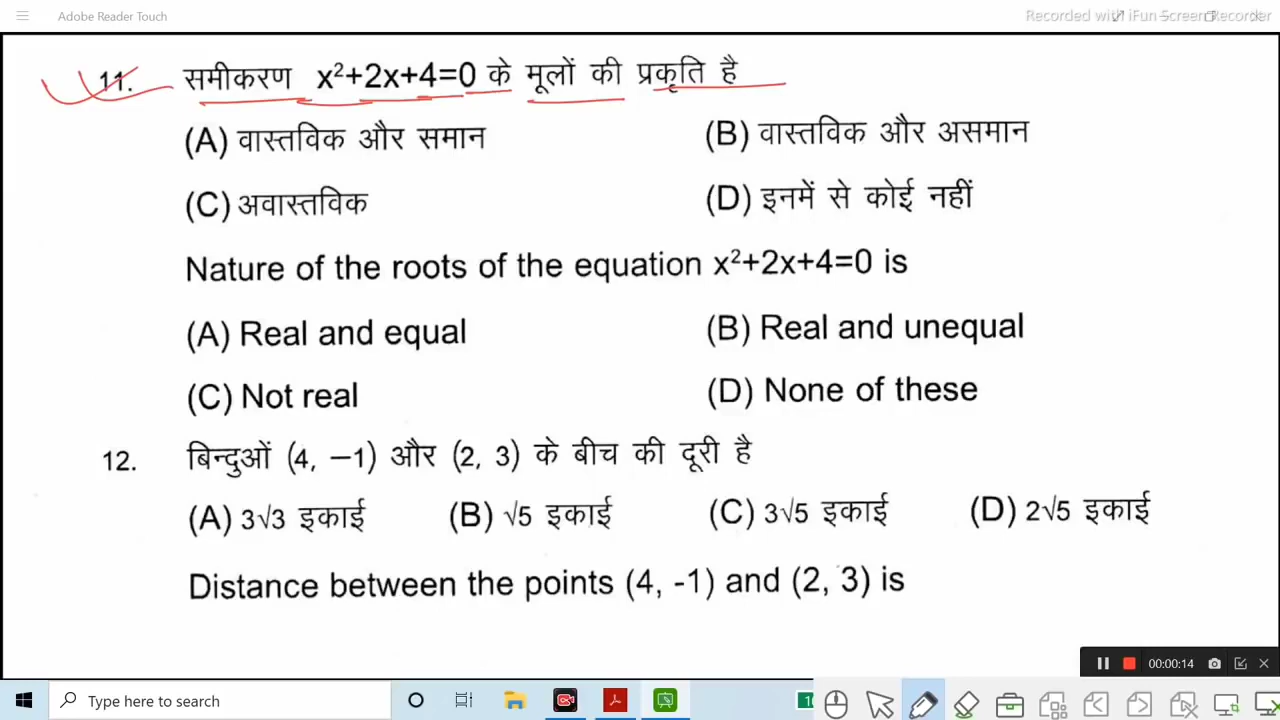 Adobe Reader Touch
Recorded with iFun Screen Recorder
11. समीकरण x²+2x+4=0 के मूलों की प्रकृति है
(A) वास्तविक और समान (B) वास्तविक और असमान
(C) अवास्तविक (D) इनमें से कोई नहीं
Nature of the roots of the equation x²+2x+4=0 is
(A) Real and equal (B) Real and unequal
(C) Not real (D) None of these
12. बिन्दुओं (4, −1) और (2, 3) के बीच की दूरी है
(A) 3√3 इकाई (B) √5 इकाई (C) 3√5 इकाई (D) 2√5 इकाई
Distance between the points (4, -1) and (2, 3) is
00:00:14
Type here to search